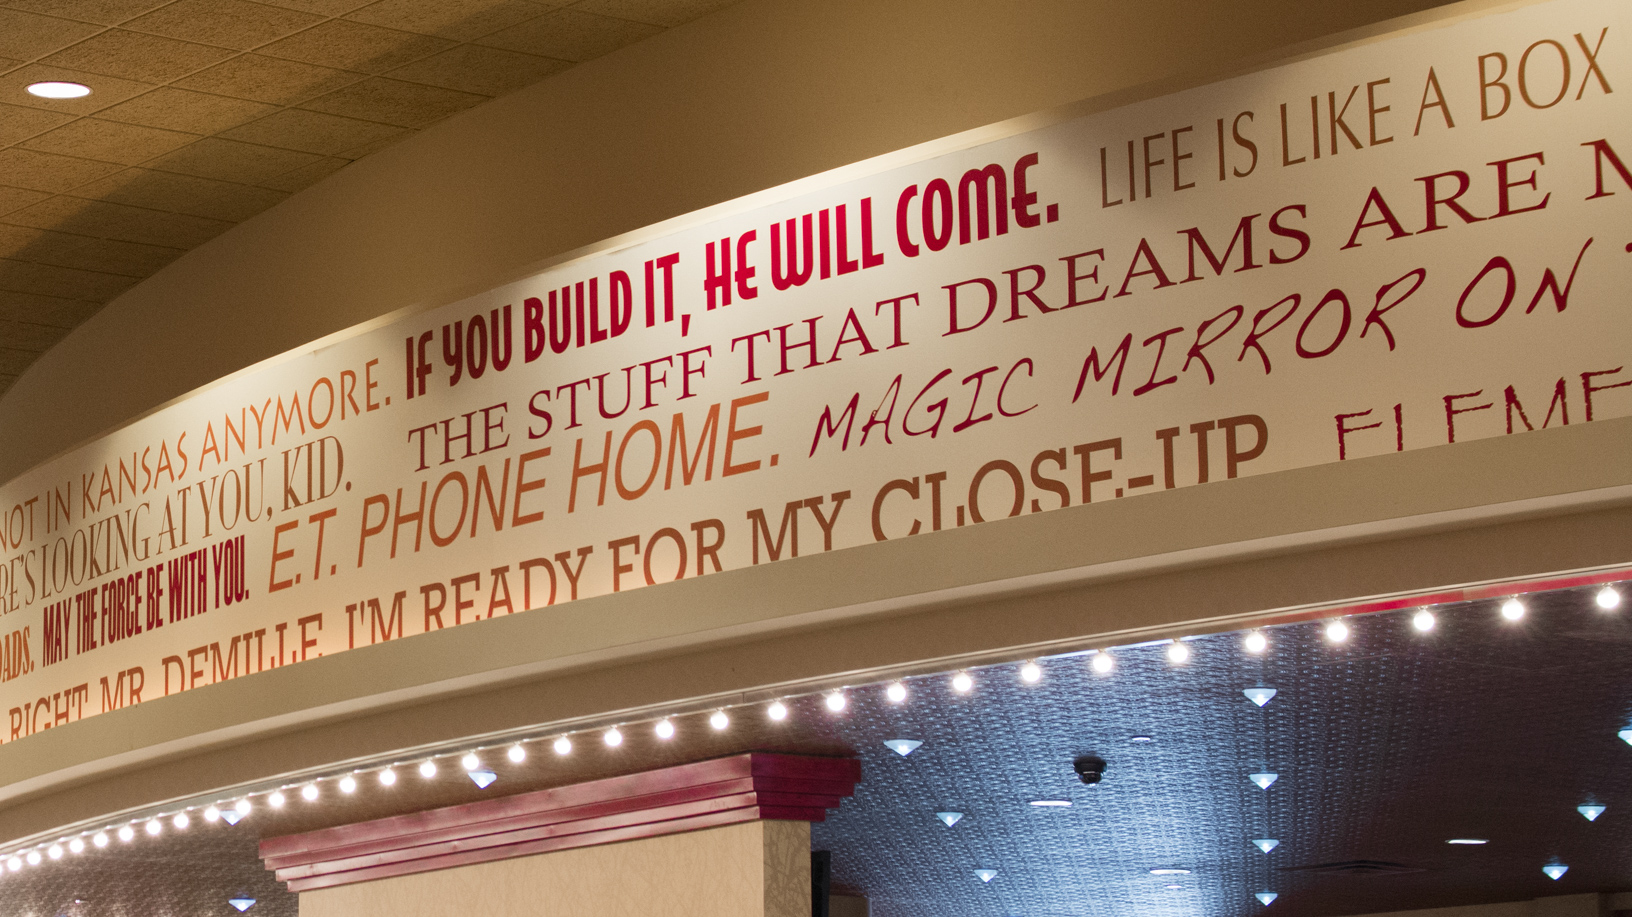 NOT IN KANSAS ANYMORE. IF YOU BUILD IT, HE WILL COME. LIFE IS LIKE A BOX
RE'S LOOKING AT YOU, KID. THE STUFF THAT DREAMS ARE M
OADS. MAY THE FORCE BE WITH YOU. E.T. PHONE HOME. MAGIC MIRROR ON
RIGHT, MR. DEMILLE, I'M READY FOR MY CLOSE-UP ELEME